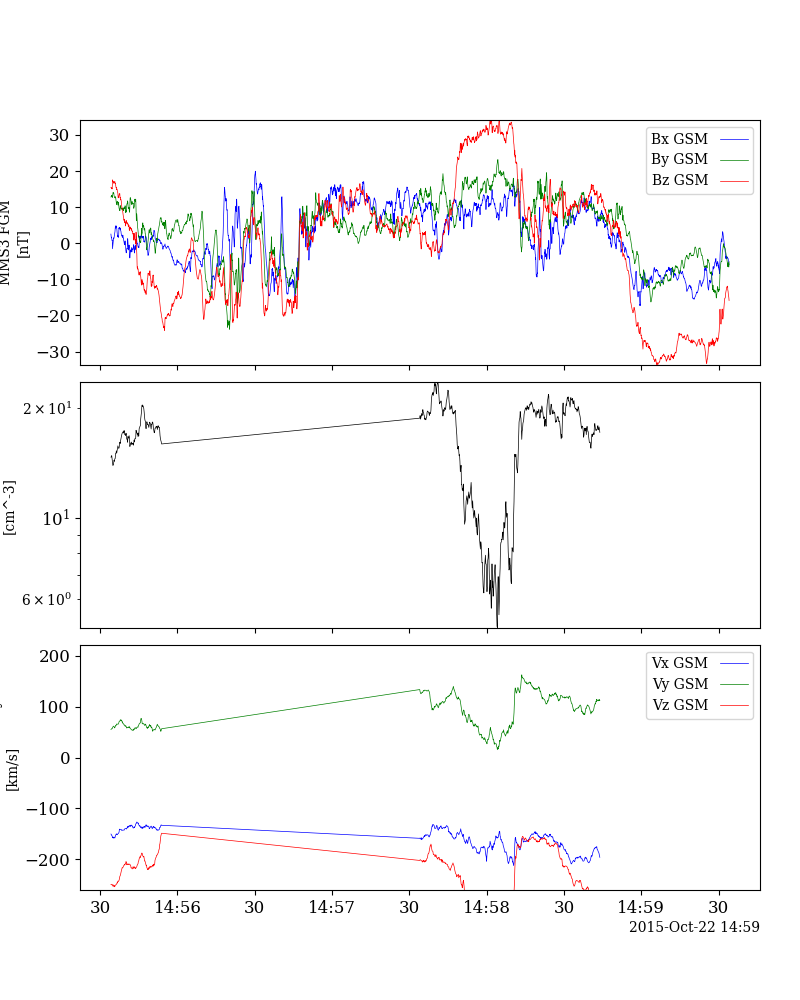 MMS3 FGM
[nT]
30
20
10
0
−10
−20
−30
Bx GSM
By GSM
Bz GSM
[cm^-3]
2 × 10¹
10¹
6 × 10⁰
[km/s]
200
100
0
−100
−200
Vx GSM
Vy GSM
Vz GSM
30 14:56 30 14:57 30 14:58 30 14:59 30
2015-Oct-22 14:59